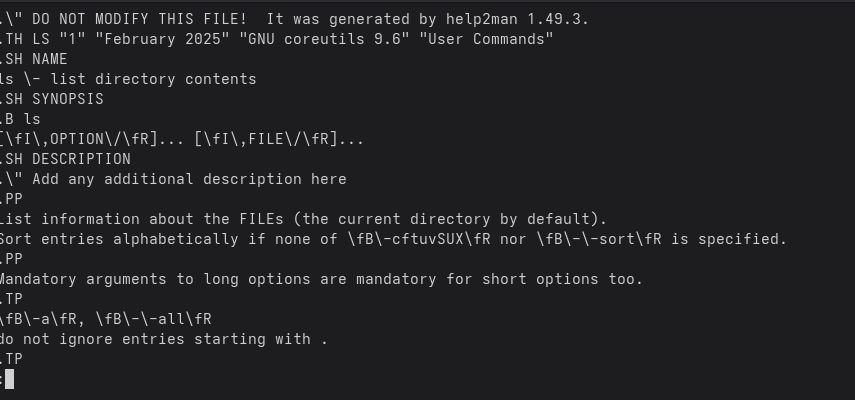 .\" DO NOT MODIFY THIS FILE!  It was generated by help2man 1.49.3.
.TH LS "1" "February 2025" "GNU coreutils 9.6" "User Commands"
.SH NAME
ls \- list directory contents
.SH SYNOPSIS
.B ls
[\fI\,OPTION\/\fR]... [\fI\,FILE\/\fR]...
.SH DESCRIPTION
.\" Add any additional description here
.PP
List information about the FILEs (the current directory by default).
Sort entries alphabetically if none of \fB\-cftuvSUX\fR nor \fB\-\-sort\fR is specified.
.PP
Mandatory arguments to long options are mandatory for short options too.
.TP
\fB\-a\fR, \fB\-\-all\fR
do not ignore entries starting with .
.TP
: